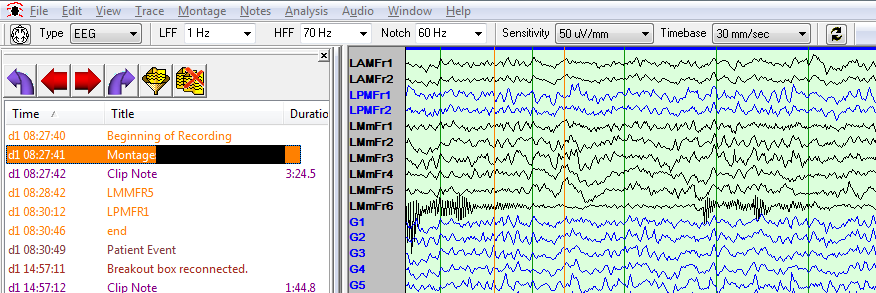 File Edit View Trace Montage Notes Analysis Audio Window Help
Type EEG LFF 1 Hz HFF 70 Hz Notch 60 Hz Sensitivity 50 uV/mm Timebase 30 mm/sec
Time Title Duratio
d1 08:27:40 Beginning of Recording
d1 08:27:41 Montage
d1 08:27:42 Clip Note 3:24.5
d1 08:28:42 LMMFR5
d1 08:30:12 LPMFR1
d1 08:30:46 end
d1 08:30:49 Patient Event
d1 14:57:11 Breakout box reconnected.
d1 14:57:12 Clip Note 1:44.8
LAMFr1
LAMFr2
LPMFr1
LPMFr2
LMmFr1
LMmFr2
LMmFr3
LMmFr4
LMmFr5
LMmFr6
G1
G2
G3
G4
G5